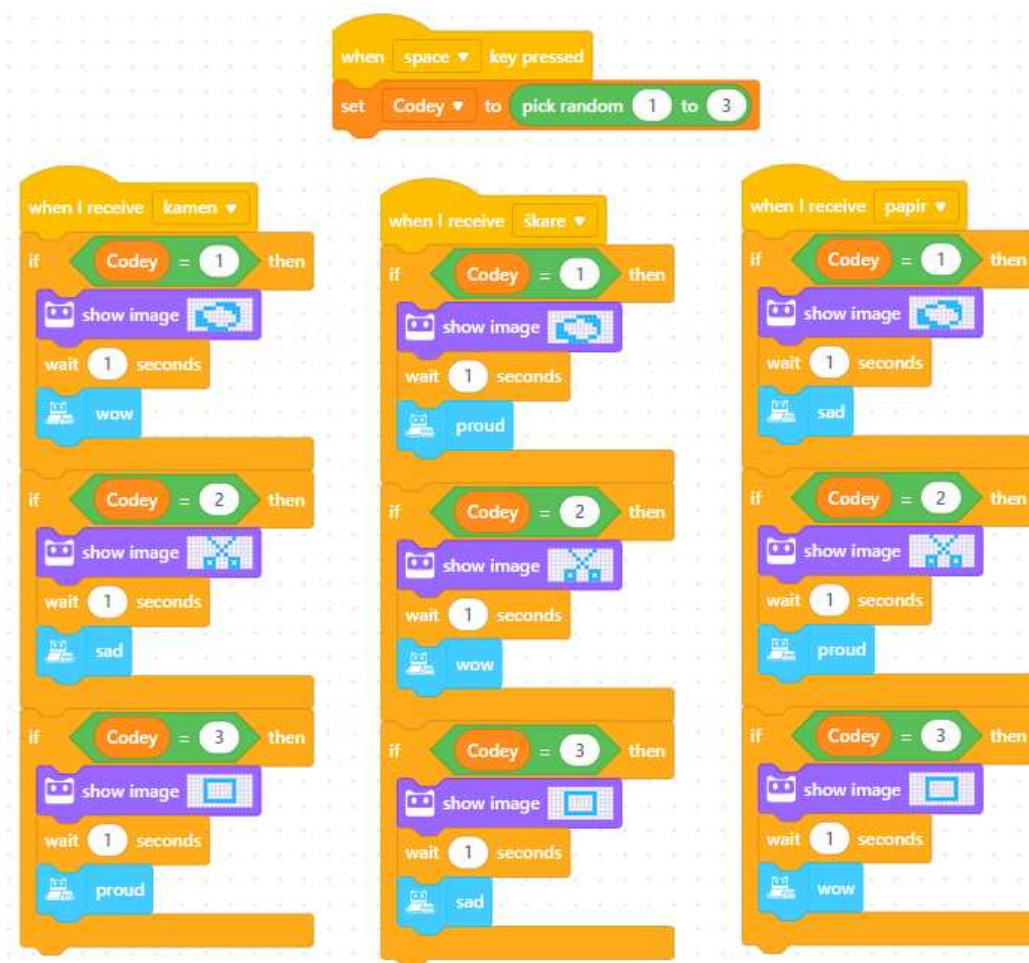 when space key pressed
set Codey to pick random 1 to 3
when I receive kamen
if Codey = 1 then
show image
wait 1 seconds
wow
if Codey = 2 then
show image
wait 1 seconds
sad
if Codey = 3 then
show image
wait 1 seconds
proud
when I receive škare
if Codey = 1 then
show image
wait 1 seconds
proud
if Codey = 2 then
show image
wait 1 seconds
wow
if Codey = 3 then
show image
wait 1 seconds
sad
when I receive papir
if Codey = 1 then
show image
wait 1 seconds
sad
if Codey = 2 then
show image
wait 1 seconds
proud
if Codey = 3 then
show image
wait 1 seconds
wow